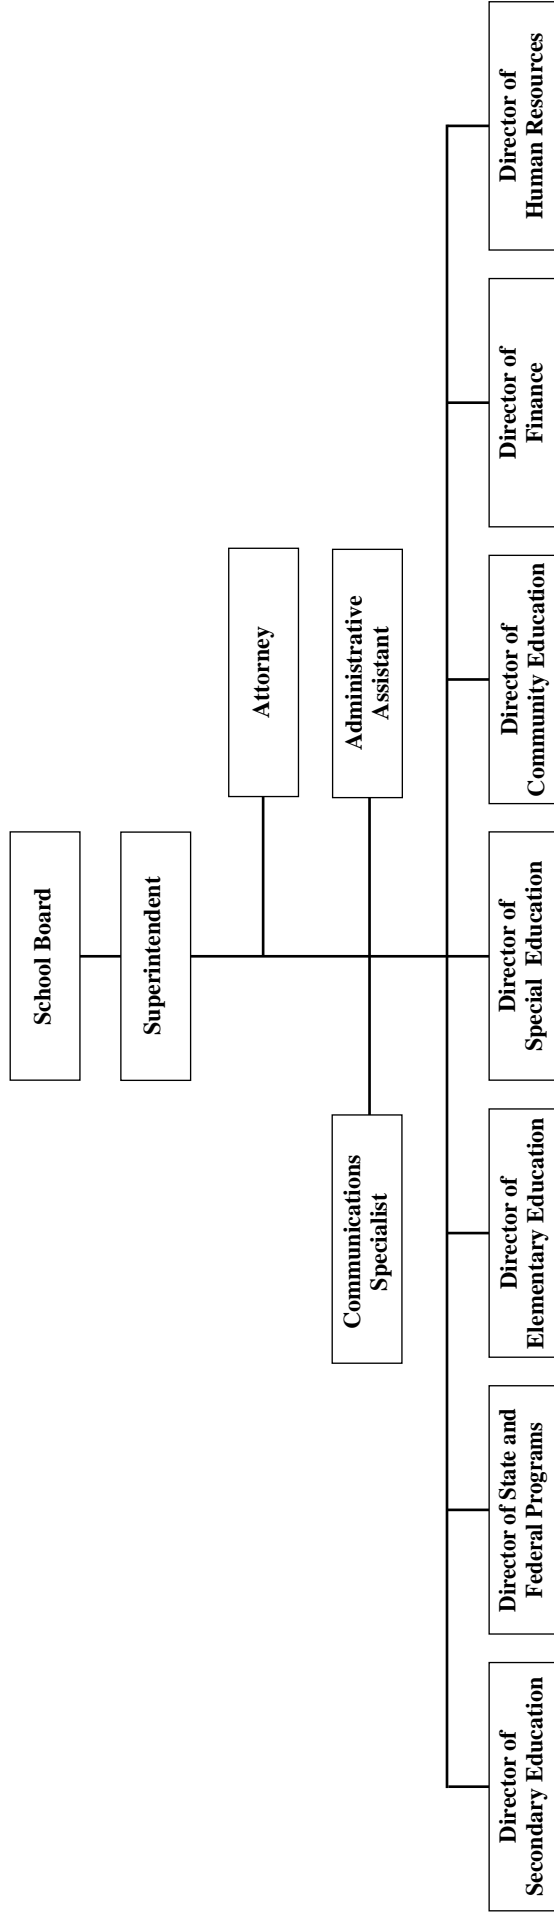 School Board
Superintendent
Attorney
Communications
Specialist
Administrative
Assistant
Director of
Secondary Education
Director of State and
Federal Programs
Director of
Elementary Education
Director of
Special Education
Director of
Community Education
Director of
Finance
Director of
Human Resources